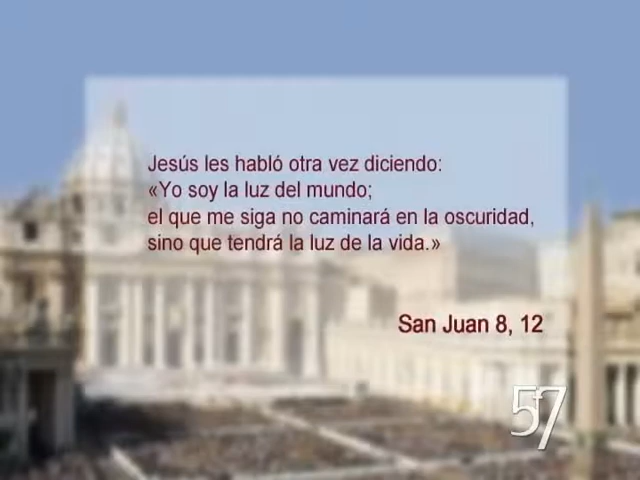 Jesús les habló otra vez diciendo:
«Yo soy la luz del mundo;
el que me siga no caminará en la oscuridad,
sino que tendrá la luz de la vida.»
San Juan 8, 12
57